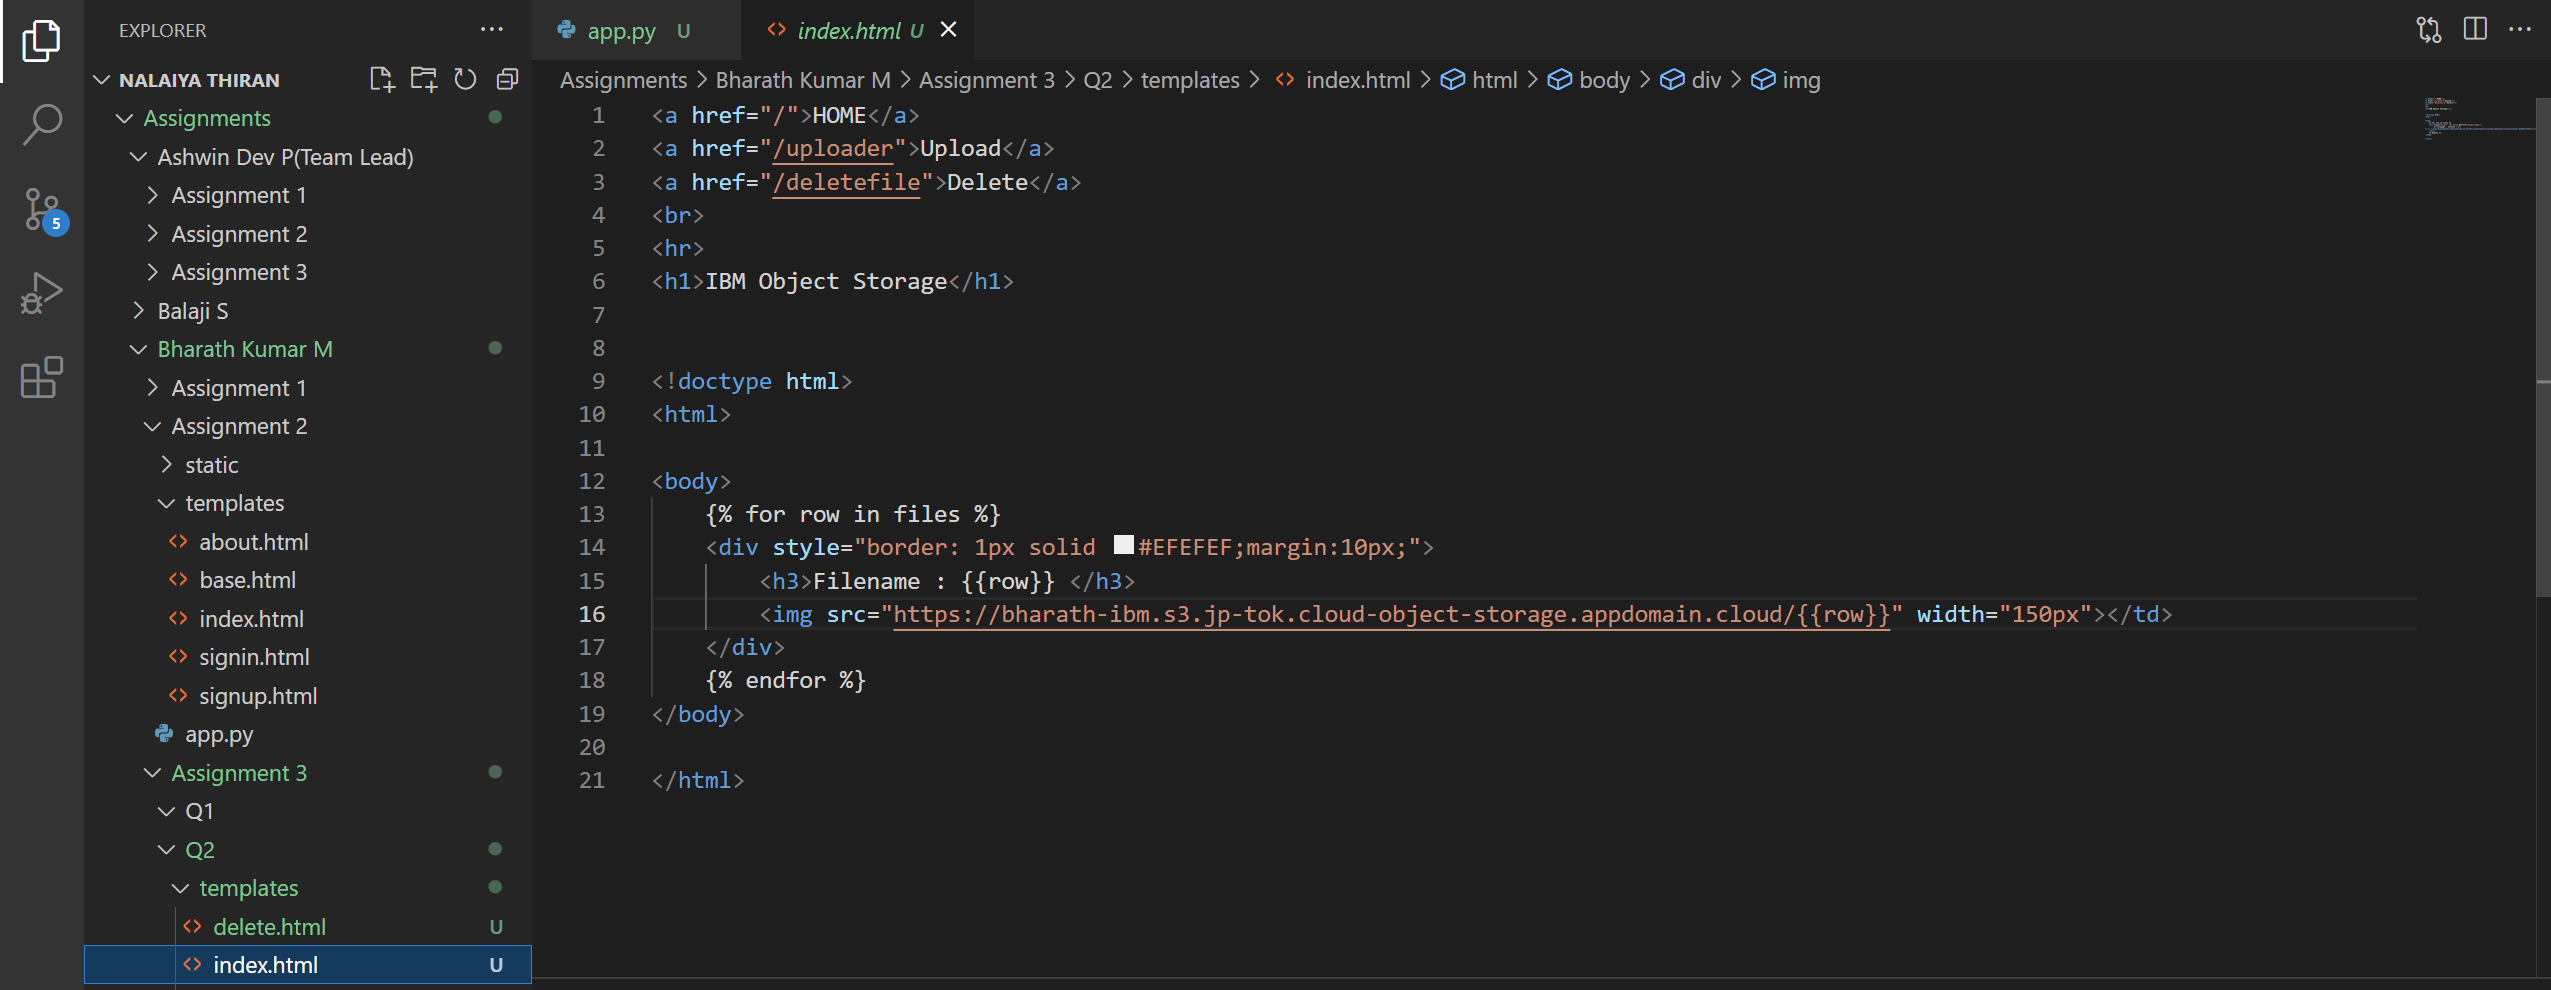 EXPLORER
NALAIYA THIRAN
Assignments
Ashwin Dev P(Team Lead)
Assignment 1
Assignment 2
Assignment 3
Balaji S
Bharath Kumar M
Assignment 1
Assignment 2
static
templates
about.html
base.html
index.html
signin.html
signup.html
app.py
Assignment 3
Q1
Q2
templates
delete.html U
index.html U
5
app.py U
index.html U
Assignments > Bharath Kumar M > Assignment 3 > Q2 > templates > index.html > html > body > div > img
1 <a href="/">HOME</a>
2 <a href="/uploader">Upload</a>
3 <a href="/deletefile">Delete</a>
4 <br>
5 <hr>
6 <h1>IBM Object Storage</h1>
7
8
9 <!doctype html>
10 <html>
11
12 <body>
13 {% for row in files %}
14 <div style="border: 1px solid #EFEFEF;margin:10px;">
15 <h3>Filename : {{row}} </h3>
16 <img src="https://bharath-ibm.s3.jp-tok.cloud-object-storage.appdomain.cloud/{{row}}" width="150px"></td>
17 </div>
18 {% endfor %}
19 </body>
20
21 </html>